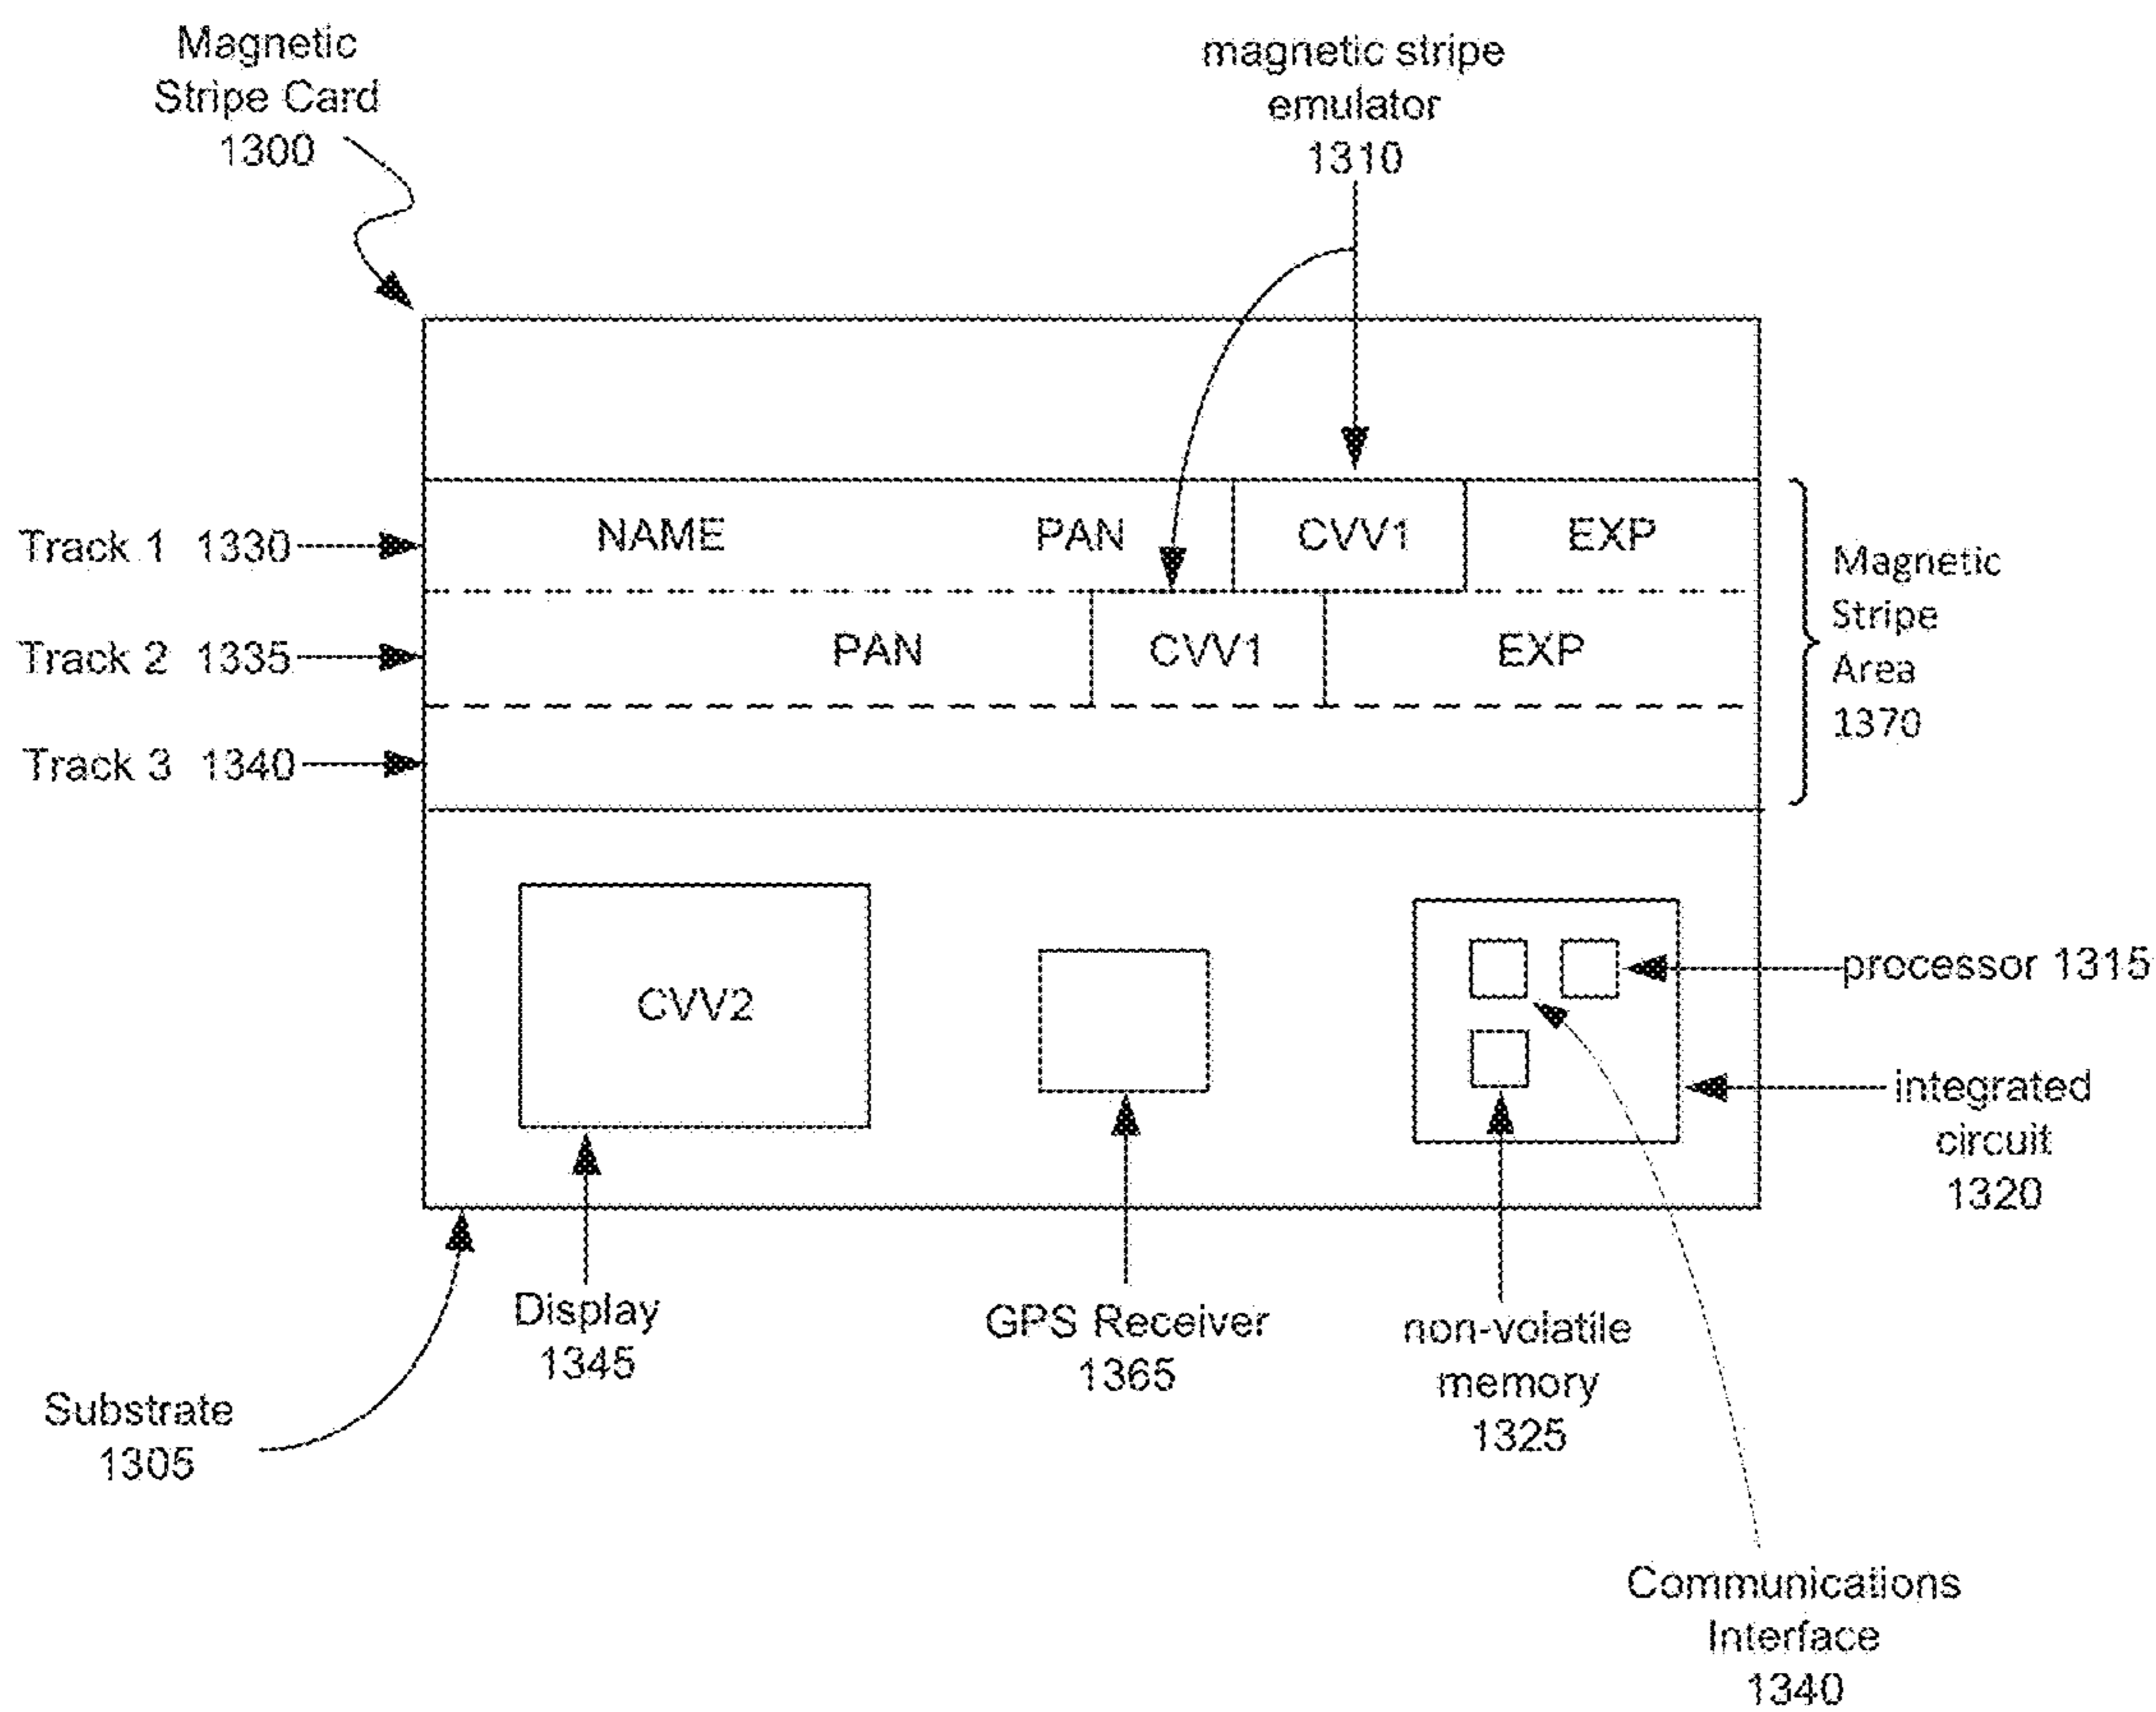 Magnetic
Stripe Card
1300
magnetic stripe
emulator
1310
Track 1 1330
NAME PAN CVV1 EXP
Track 2 1335
PAN CVV1 EXP
Track 3 1340
Magnetic
Stripe
Area
1370
CVV2
processor 1315
integrated
circuit
1320
Display
1345
GPS Receiver
1365
non-volatile
memory
1325
Substrate
1305
Communications
Interface
1340